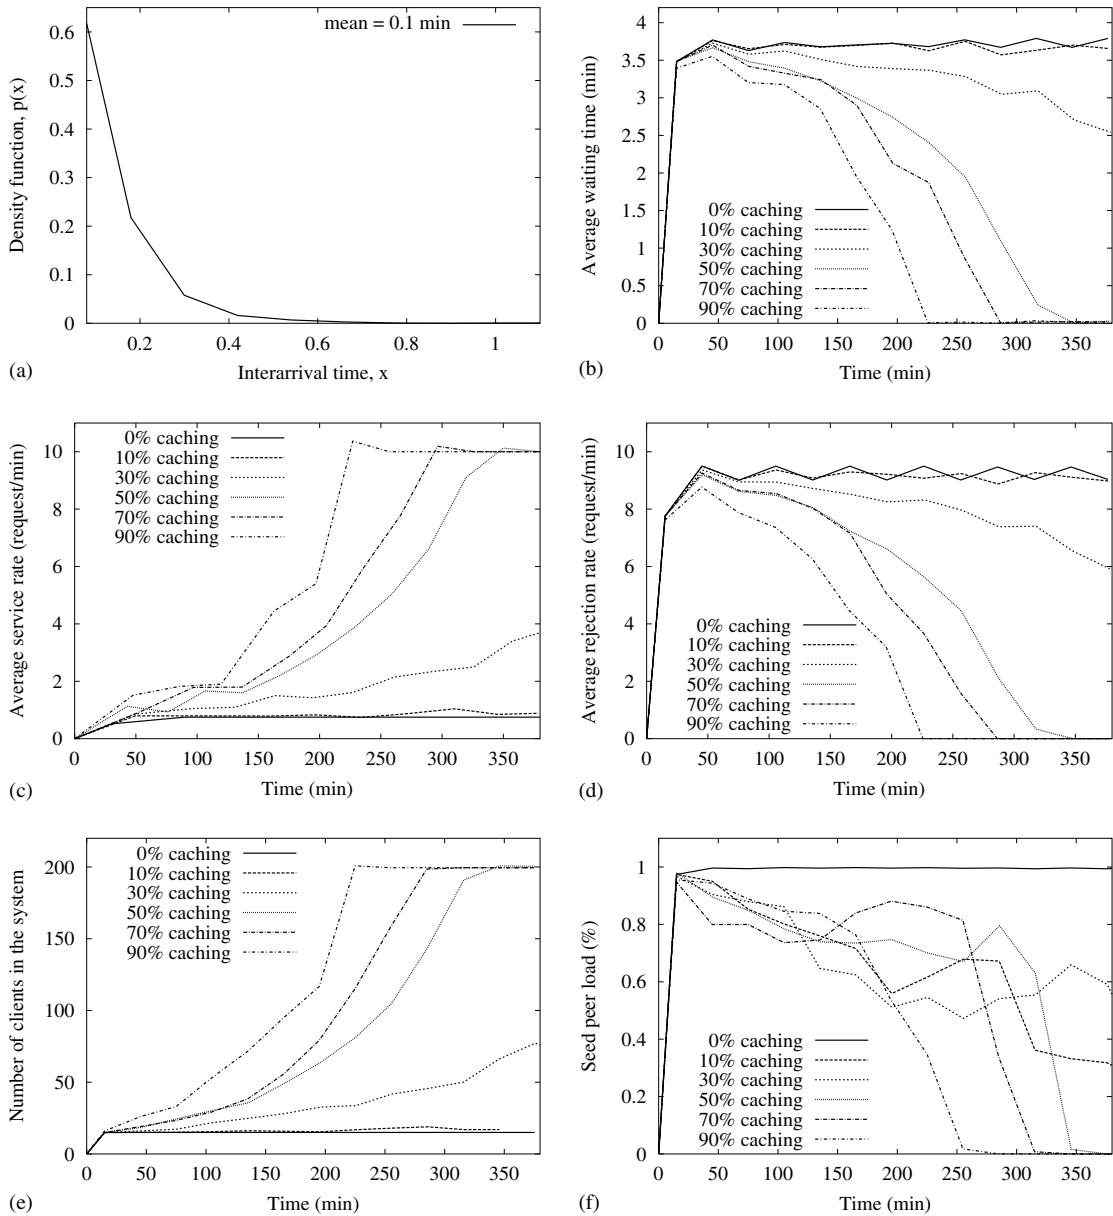 mean = 0.1 min
0.6
0.5
0.4
0.3
0.2
0.1
0
Density function, p(x)
0.2 0.4 0.6 0.8 1
Interarrival time, x
(a)
4
3.5
3
2.5
2
1.5
1
0.5
0
Average waiting time (min)
0% caching
10% caching
30% caching
50% caching
70% caching
90% caching
0 50 100 150 200 250 300 350
Time (min)
(b)
10
8
6
4
2
0
Average service rate (request/min)
0% caching
10% caching
30% caching
50% caching
70% caching
90% caching
0 50 100 150 200 250 300 350
Time (min)
(c)
10
8
6
4
2
0
Average rejection rate (request/min)
0% caching
10% caching
30% caching
50% caching
70% caching
90% caching
0 50 100 150 200 250 300 350
Time (min)
(d)
200
150
100
50
0
Number of clients in the system
0% caching
10% caching
30% caching
50% caching
70% caching
90% caching
0 50 100 150 200 250 300 350
Time (min)
(e)
1
0.8
0.6
0.4
0.2
0
Seed peer load (%)
0% caching
10% caching
30% caching
50% caching
70% caching
90% caching
0 50 100 150 200 250 300 350
Time (min)
(f)